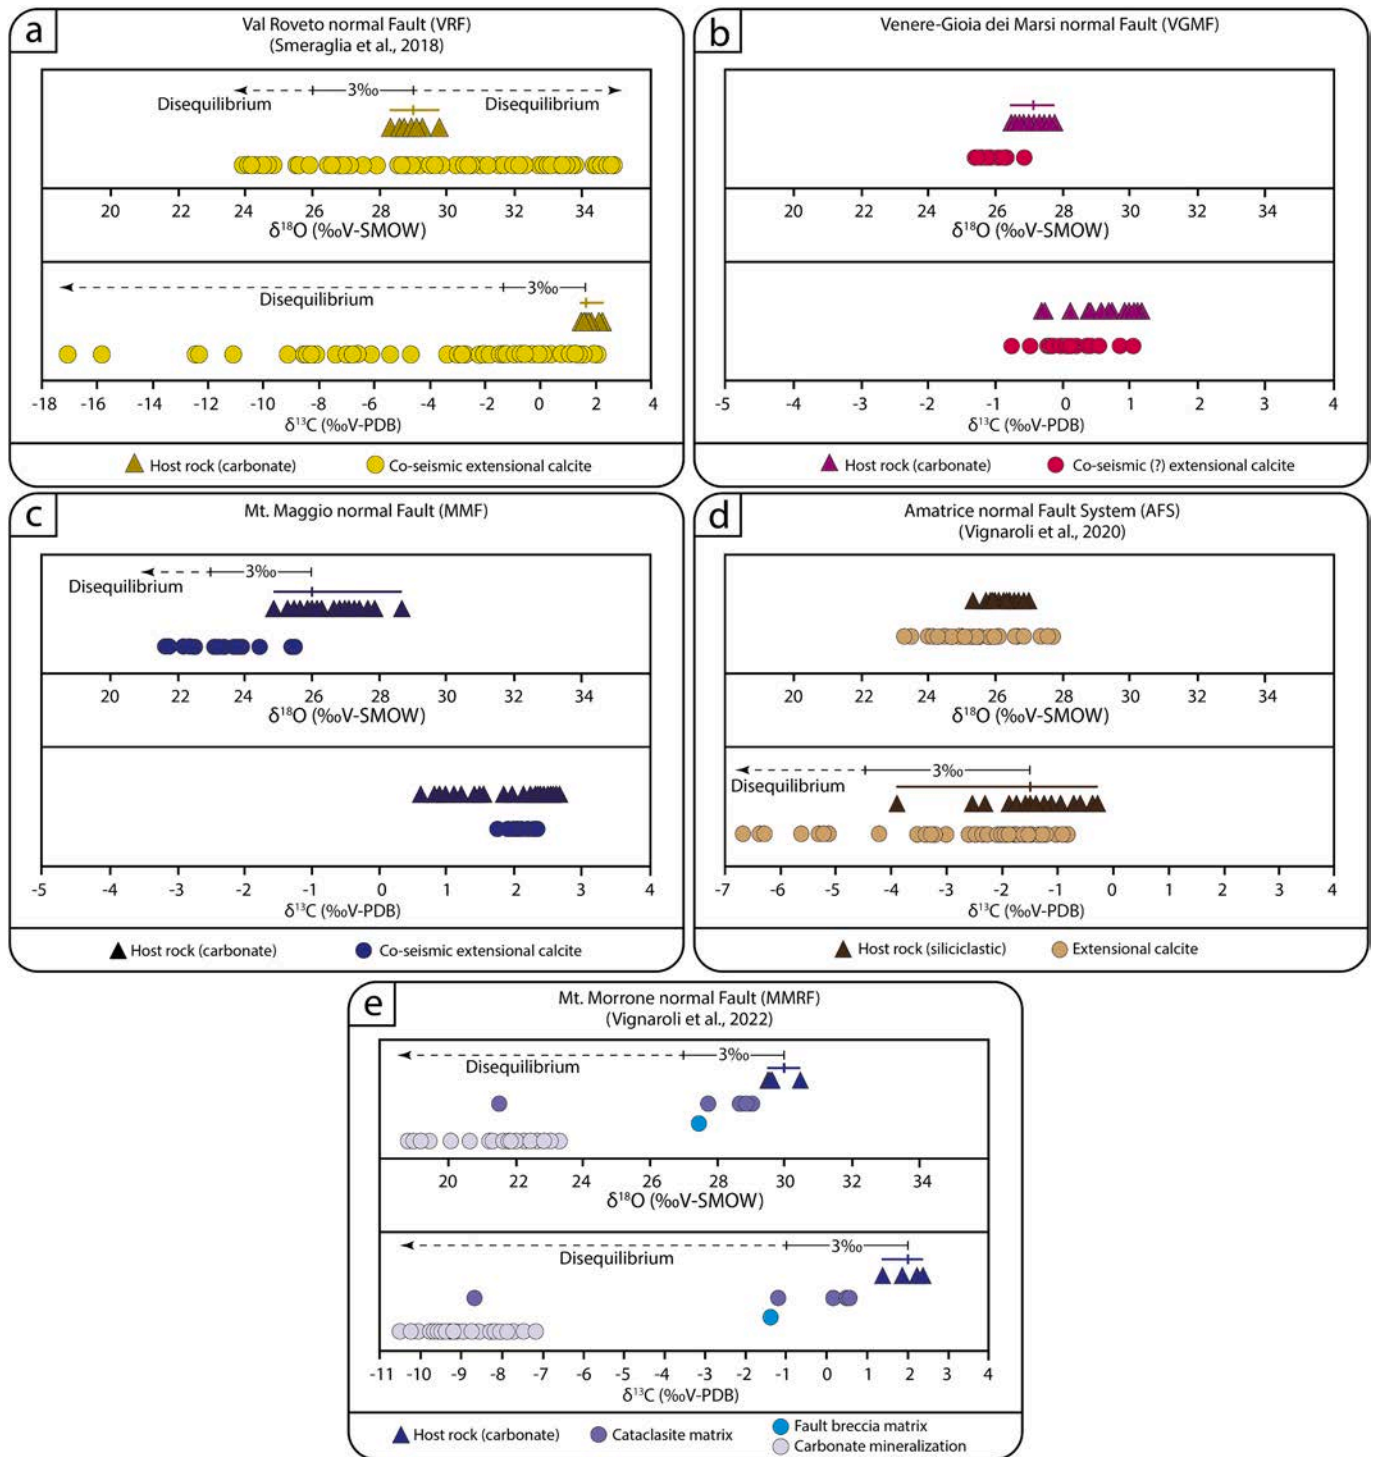 a
Val Roveto normal Fault (VRF)
(Smeraglia et al., 2018)
Disequilibrium
3‰
Disequilibrium
20 22 24 26 28 30 32 34
δ¹⁸O (‰V-SMOW)
Disequilibrium
3‰
-18 -16 -14 -12 -10 -8 -6 -4 -2 0 2 4
δ¹³C (‰V-PDB)
Host rock (carbonate) Co-seismic extensional calcite
b
Venere-Gioia dei Marsi normal Fault (VGMF)
20 22 24 26 28 30 32 34
δ¹⁸O (‰V-SMOW)
-5 -4 -3 -2 -1 0 1 2 3 4
δ¹³C (‰V-PDB)
Host rock (carbonate) Co-seismic (?) extensional calcite
c
Mt. Maggio normal Fault (MMF)
3‰
Disequilibrium
20 22 24 26 28 30 32 34
δ¹⁸O (‰V-SMOW)
-5 -4 -3 -2 -1 0 1 2 3 4
δ¹³C (‰V-PDB)
Host rock (carbonate) Co-seismic extensional calcite
d
Amatrice normal Fault System (AFS)
(Vignaroli et al., 2020)
20 22 24 26 28 30 32 34
δ¹⁸O (‰V-SMOW)
3‰
Disequilibrium
-7 -6 -5 -4 -3 -2 -1 0 1 2 3 4
δ¹³C (‰V-PDB)
Host rock (siliciclastic) Extensional calcite
e
Mt. Morrone normal Fault (MMRF)
(Vignaroli et al., 2022)
3‰
Disequilibrium
20 22 24 26 28 30 32 34
δ¹⁸O (‰V-SMOW)
3‰
Disequilibrium
-11 -10 -9 -8 -7 -6 -5 -4 -3 -2 -1 0 1 2 3 4
δ¹³C (‰V-PDB)
Host rock (carbonate) Cataclasite matrix Fault breccia matrix
Carbonate mineralization